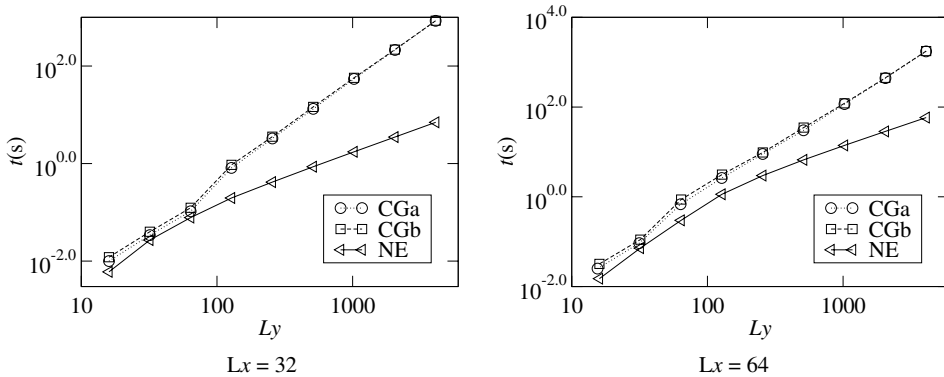 10^2.0
10^0.0
10^-2.0
t(s)
CGa
CGb
NE
10
100
1000
Ly
Lx = 32
10^4.0
10^2.0
10^0.0
10^-2.0
t(s)
CGa
CGb
NE
10
100
1000
Ly
Lx = 64